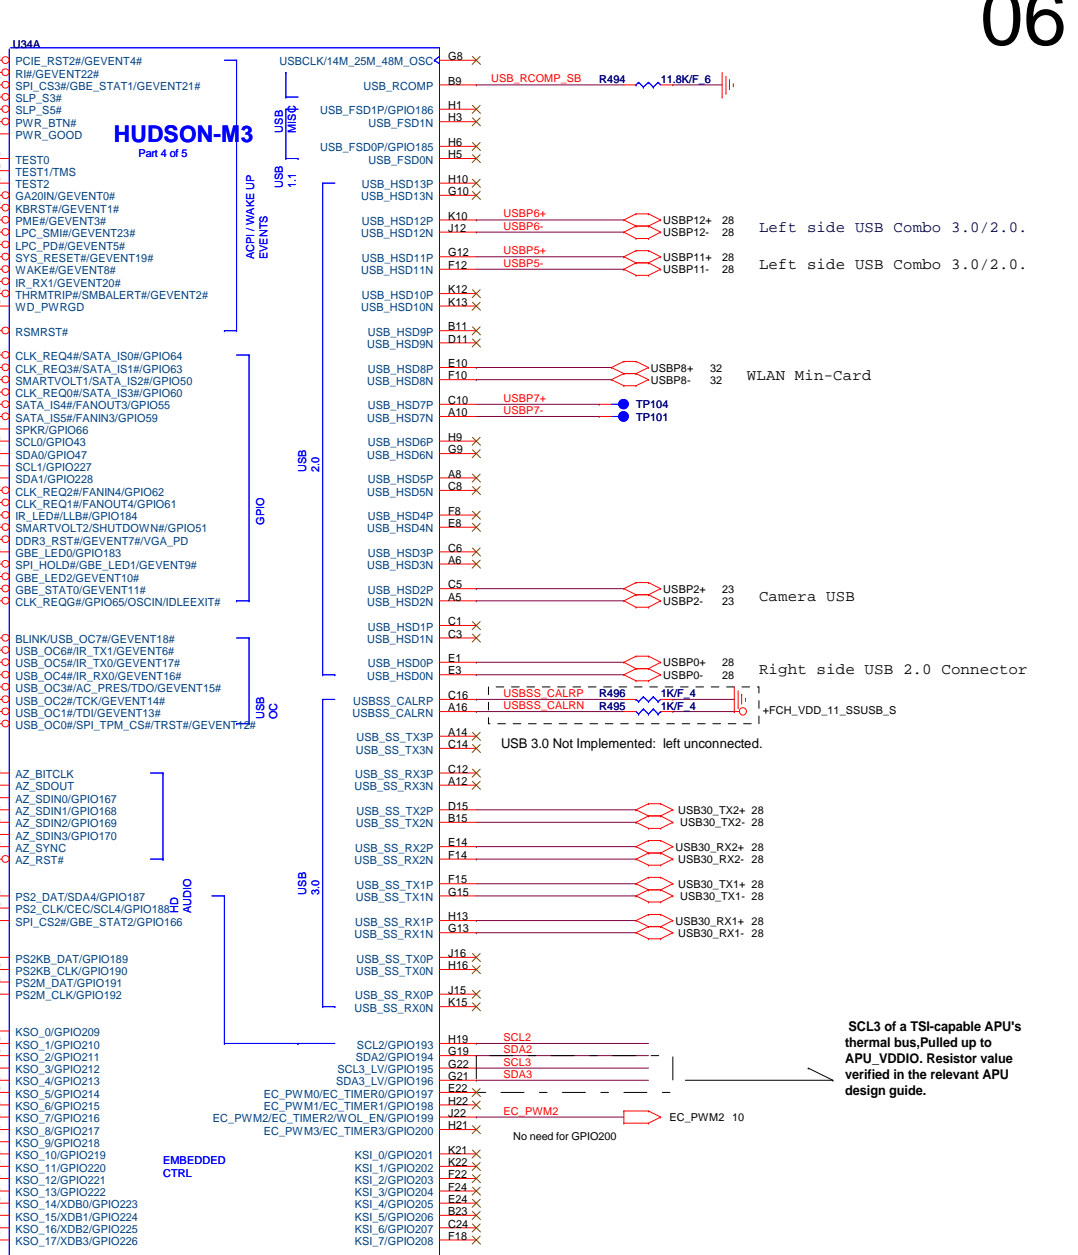 06
U34A
PCIE_RST2#/GEVENT4#
RI#/GEVENT22#
SPI_CS3#/GBE_STAT1/GEVENT21#
SLP_S3#
SLP_S5#
PWR_BTN#
PWR_GOOD
HUDSON-M3
Part 4 of 5
TEST0
TEST1/TMS
TEST2
GA20IN/GEVENT0#
KBRST#/GEVENT1#
PME#/GEVENT3#
LPC_SMI#/GEVENT23#
LPC_PD#/GEVENT5#
SYS_RESET#/GEVENT19#
WAKE#/GEVENT8#
IR_RX1/GEVENT20#
THRMTRIP#/SMBALERT#/GEVENT2#
WD_PWRGD
RSMRST#
ACPI / WAKE UP
EVENTS
CLK_REQ4#/SATA_IS0#/GPIO64
CLK_REQ3#/SATA_IS1#/GPIO63
SMARTVOLT1/SATA_IS2#/GPIO50
CLK_REQ0#/SATA_IS3#/GPIO60
SATA_IS4#/FANOUT3/GPIO55
SATA_IS5#/FANIN3/GPIO59
SPKR/GPIO66
SCL0/GPIO43
SDA0/GPIO47
SCL1/GPIO227
SDA1/GPIO228
CLK_REQ2#/FANIN4/GPIO62
CLK_REQ1#/FANOUT4/GPIO61
IR_LED#/LLB#/GPIO184
SMARTVOLT2/SHUTDOWN#/GPIO51
DDR3_RST#/GEVENT7#/VGA_PD
GBE_LED0/GPIO183
SPI_HOLD#/GBE_LED1/GEVENT9#
GBE_LED2/GEVENT10#
GBE_STAT0/GEVENT11#
CLK_REQG#/GPIO65/OSCIN/IDLEEXIT#
GPIO
BLINK/USB_OC7#/GEVENT18#
USB_OC6#/IR_TX1/GEVENT6#
USB_OC5#/IR_TX0/GEVENT17#
USB_OC4#/IR_RX0/GEVENT16#
USB_OC3#/AC_PRES/TDO/GEVENT15#
USB_OC2#/TCK/GEVENT14#
USB_OC1#/TDI/GEVENT13#
USB_OC0#/SPI_TPM_CS#/TRST#/GEVENT12#
USB
OC
AZ_BITCLK
AZ_SDOUT
AZ_SDIN0/GPIO167
AZ_SDIN1/GPIO168
AZ_SDIN2/GPIO169
AZ_SDIN3/GPIO170
AZ_SYNC
AZ_RST#
HD
AUDIO
PS2_DAT/SDA4/GPIO187
PS2_CLK/CEC/SCL4/GPIO188
SPI_CS2#/GBE_STAT2/GPIO166
PS2KB_DAT/GPIO189
PS2KB_CLK/GPIO190
PS2M_DAT/GPIO191
PS2M_CLK/GPIO192
KSO_0/GPIO209
KSO_1/GPIO210
KSO_2/GPIO211
KSO_3/GPIO212
KSO_4/GPIO213
KSO_5/GPIO214
KSO_6/GPIO215
KSO_7/GPIO216
KSO_8/GPIO217
KSO_9/GPIO218
KSO_10/GPIO219
KSO_11/GPIO220
KSO_12/GPIO221
KSO_13/GPIO222
KSO_14/XDB0/GPIO223
KSO_15/XDB1/GPIO224
KSO_16/XDB2/GPIO225
KSO_17/XDB3/GPIO226
EMBEDDED
CTRL
USB
MISC
USB
1.1
USB
2.0
USB
3.0
USBCLK/14M_25M_48M_OSC G8
USB_RCOMP B9 USB_RCOMP_SB R494 11.8K/F_6
USB_FSD1P/GPIO186 H1
USB_FSD1N H3
USB_FSD0P/GPIO185 H6
USB_FSD0N H5
USB_HSD13P H10
USB_HSD13N G10
USB_HSD12P K10 USBP6+ USBP12+ 28
USB_HSD12N J12 USBP6- USBP12- 28
Left side USB Combo 3.0/2.0.
USB_HSD11P G12 USBP5+ USBP11+ 28
USB_HSD11N F12 USBP5- USBP11- 28
Left side USB Combo 3.0/2.0.
USB_HSD10P K12
USB_HSD10N K13
USB_HSD9P B11
USB_HSD9N D11
USB_HSD8P E10 USBP8+ 32
USB_HSD8N F10 USBP8- 32
WLAN Min-Card
USB_HSD7P C10 USBP7+ TP104
USB_HSD7N A10 USBP7- TP101
USB_HSD6P H9
USB_HSD6N G9
USB_HSD5P A8
USB_HSD5N C8
USB_HSD4P F8
USB_HSD4N E8
USB_HSD3P C6
USB_HSD3N A6
USB_HSD2P C5 USBP2+ 23
USB_HSD2N A5 USBP2- 23
Camera USB
USB_HSD1P C1
USB_HSD1N C3
USB_HSD0P E1 USBP0+ 28
USB_HSD0N E3 USBP0- 28
Right side USB 2.0 Connector
USBSS_CALRP C16 USBSS_CALRP R496 1K/F_4
USBSS_CALRN A16 USBSS_CALRN R495 1K/F_4
+FCH_VDD_11_SSUSB_S
USB_SS_TX3P A14
USB_SS_TX3N C14
USB 3.0 Not Implemented: left unconnected.
USB_SS_RX3P C12
USB_SS_RX3N A12
USB_SS_TX2P D15 USB30_TX2+ 28
USB_SS_TX2N B15 USB30_TX2- 28
USB_SS_RX2P E14 USB30_RX2+ 28
USB_SS_RX2N F14 USB30_RX2- 28
USB_SS_TX1P F15 USB30_TX1+ 28
USB_SS_TX1N G15 USB30_TX1- 28
USB_SS_RX1P H13 USB30_RX1+ 28
USB_SS_RX1N G13 USB30_RX1- 28
USB_SS_TX0P J16
USB_SS_TX0N H16
USB_SS_RX0P J15
USB_SS_RX0N K15
SCL2/GPIO193 H19 SCL2
SDA2/GPIO194 G19 SDA2
SCL3_LV/GPIO195 G22 SCL3
SDA3_LV/GPIO196 G21 SDA3
EC_PWM0/EC_TIMER0/GPIO197 E22
EC_PWM1/EC_TIMER1/GPIO198 H22
EC_PWM2/EC_TIMER2/WOL_EN/GPIO199 J22 EC_PWM2 EC_PWM2 10
EC_PWM3/EC_TIMER3/GPIO200 H21
No need for GPIO200
SCL3 of a TSI-capable APU's
thermal bus,Pulled up to
APU_VDDIO. Resistor value
verified in the relevant APU
design guide.
KSI_0/GPIO201 K21
KSI_1/GPIO202 K22
KSI_2/GPIO203 F22
KSI_3/GPIO204 F24
KSI_4/GPIO205 E24
KSI_5/GPIO206 B23
KSI_6/GPIO207 C24
KSI_7/GPIO208 F18